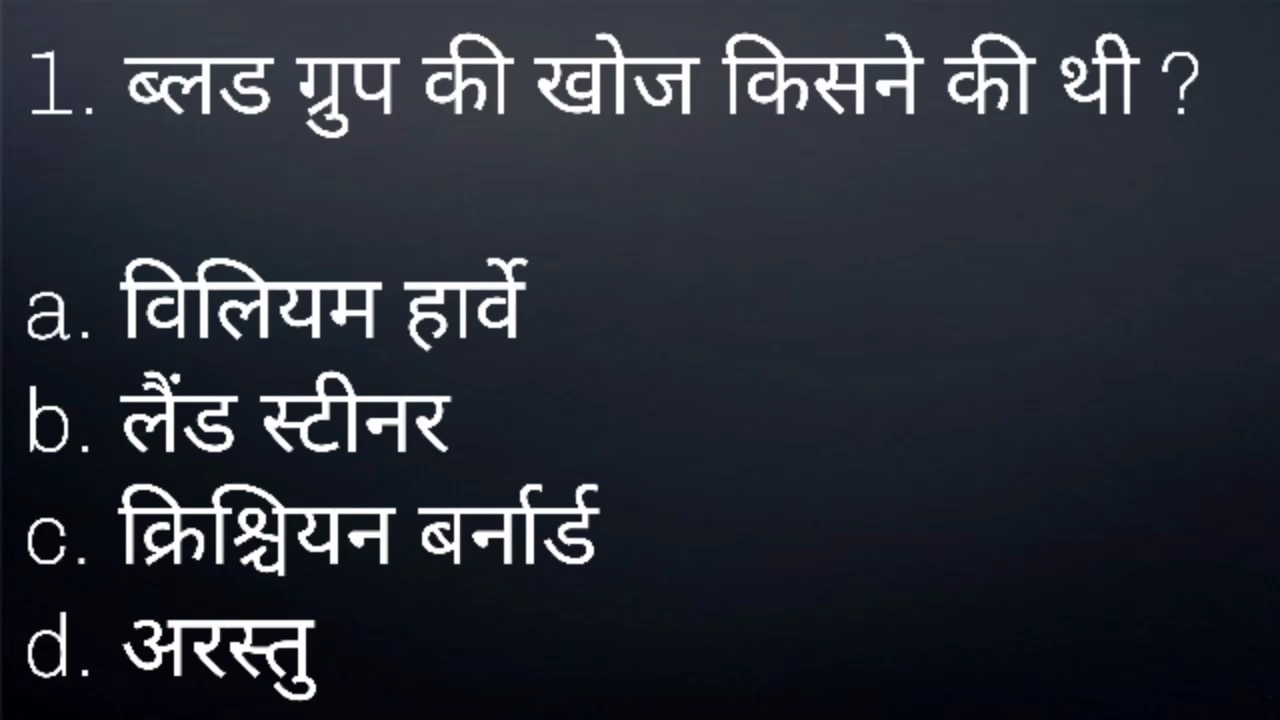 1. ब्लड ग्रुप की खोज किसने की थी ?
a. विलियम हार्वे
b. लैंड स्टीनर
c. क्रिश्चियन बर्नार्ड
d. अरस्तु